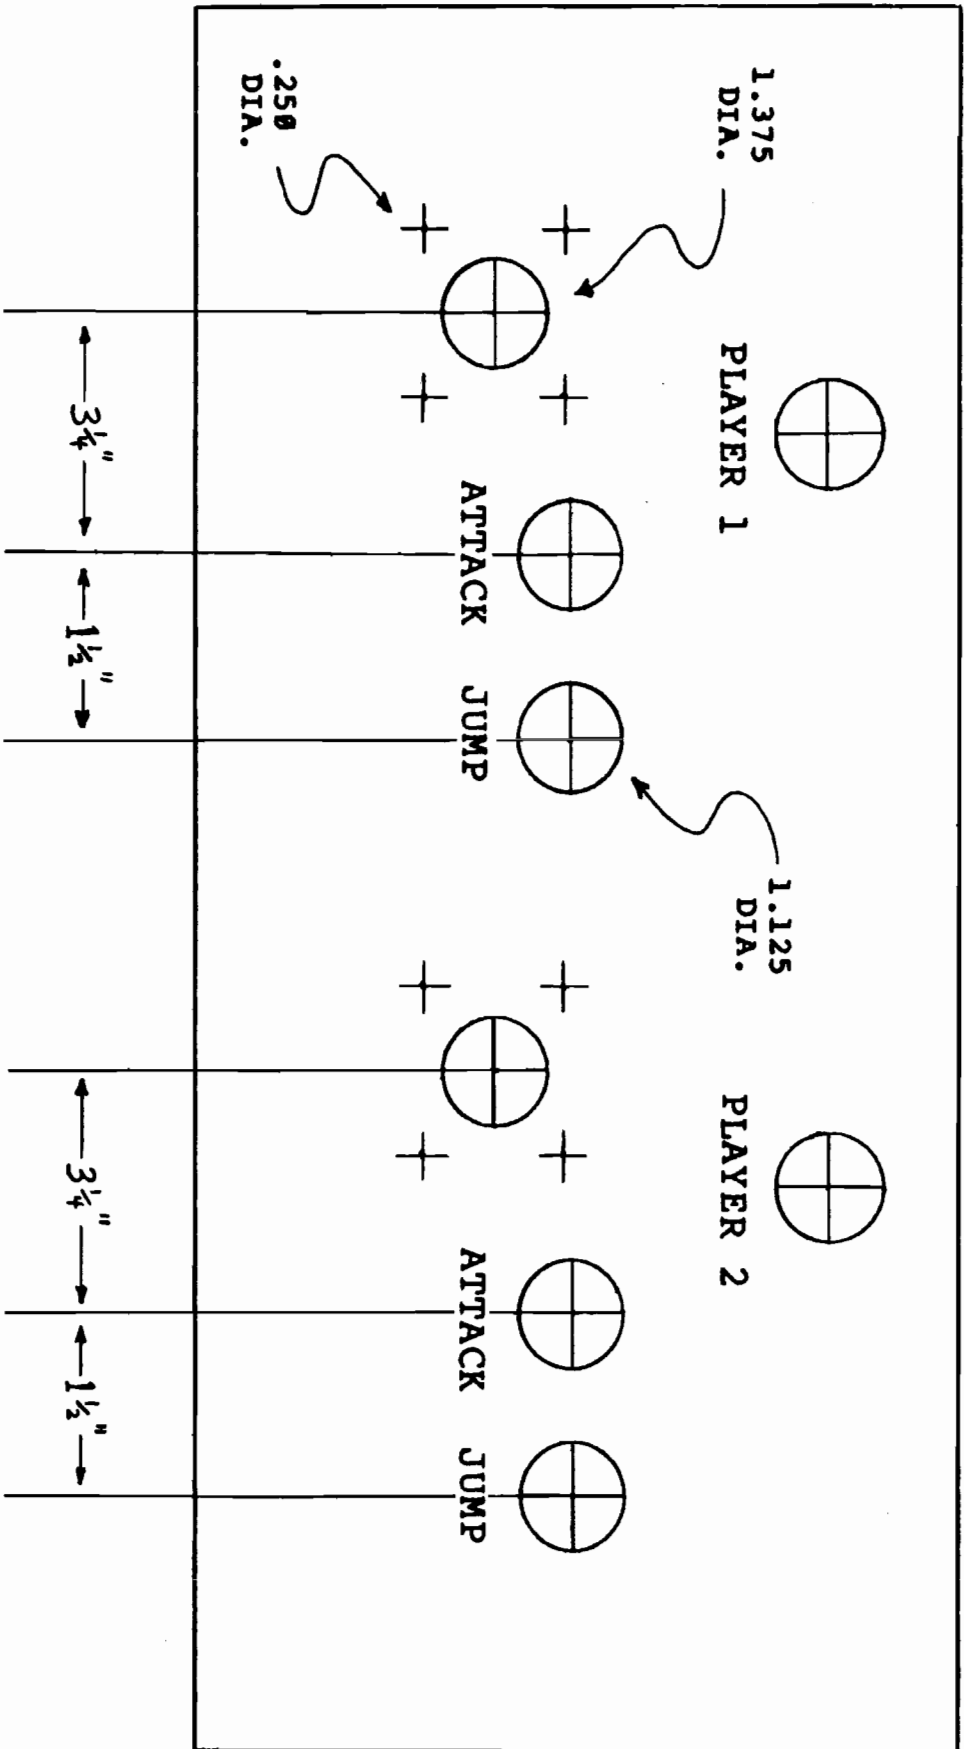 1.375
DIA.
PLAYER 1
PLAYER 2
1.125
DIA.
.250
DIA.
ATTACK
JUMP
ATTACK
JUMP
3¼"
1½"
3¼"
1½"